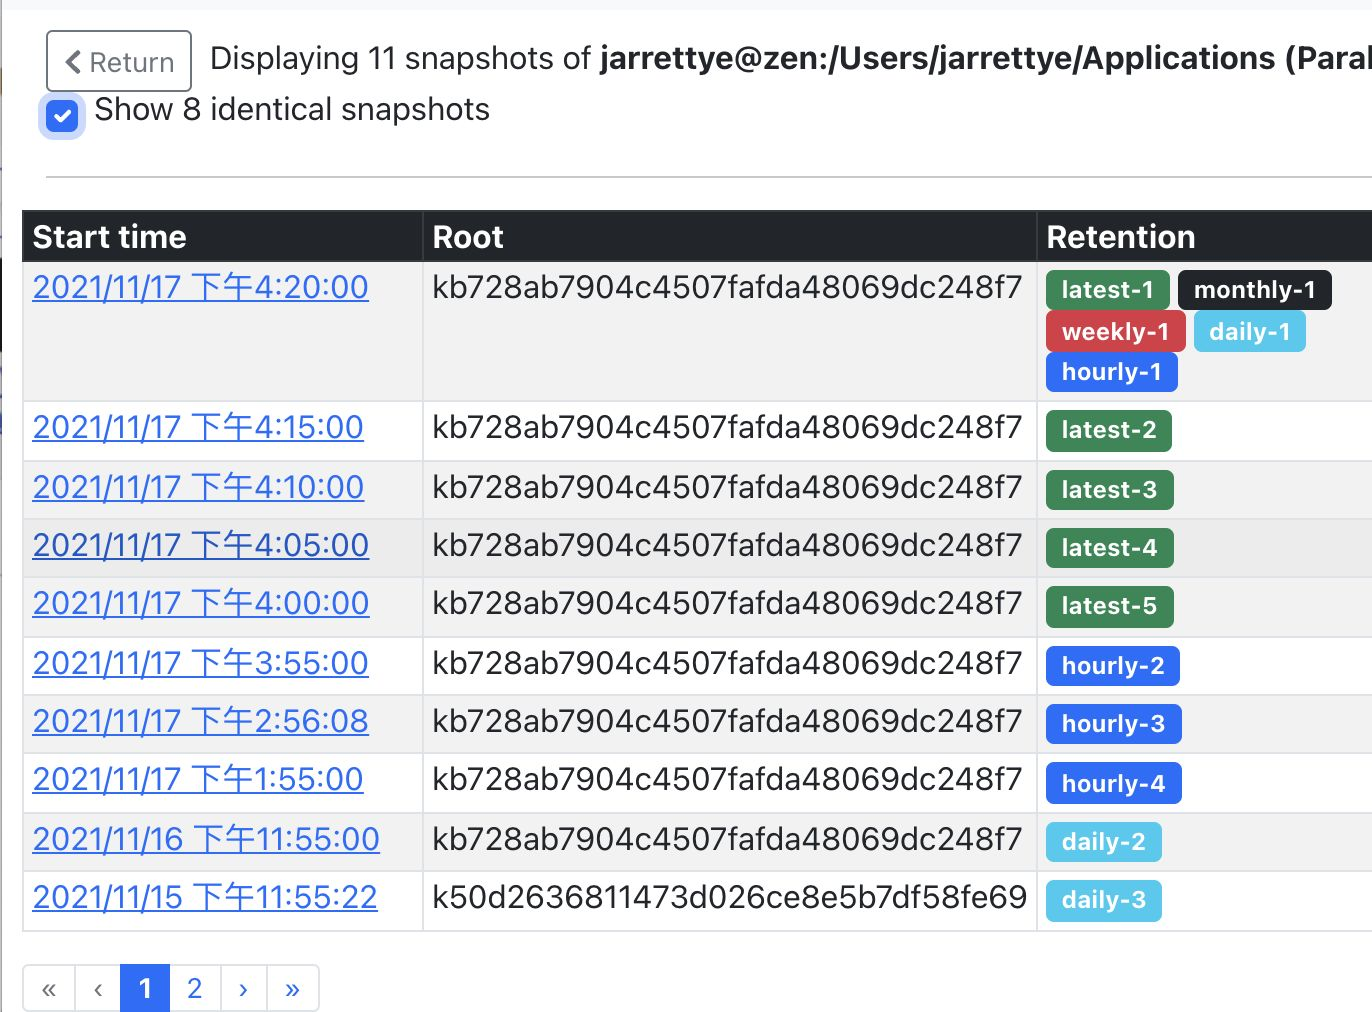 Return Displaying 11 snapshots of jarrettye@zen:/Users/jarrettye/Applications (Paral
Show 8 identical snapshots
Start time Root Retention
2021/11/17 下午4:20:00 kb728ab7904c4507fafda48069dc248f7 latest-1 monthly-1
weekly-1 daily-1
hourly-1
2021/11/17 下午4:15:00 kb728ab7904c4507fafda48069dc248f7 latest-2
2021/11/17 下午4:10:00 kb728ab7904c4507fafda48069dc248f7 latest-3
2021/11/17 下午4:05:00 kb728ab7904c4507fafda48069dc248f7 latest-4
2021/11/17 下午4:00:00 kb728ab7904c4507fafda48069dc248f7 latest-5
2021/11/17 下午3:55:00 kb728ab7904c4507fafda48069dc248f7 hourly-2
2021/11/17 下午2:56:08 kb728ab7904c4507fafda48069dc248f7 hourly-3
2021/11/17 下午1:55:00 kb728ab7904c4507fafda48069dc248f7 hourly-4
2021/11/16 下午11:55:00 kb728ab7904c4507fafda48069dc248f7 daily-2
2021/11/15 下午11:55:22 k50d2636811473d026ce8e5b7df58fe69 daily-3
« ‹ 1 2 › »